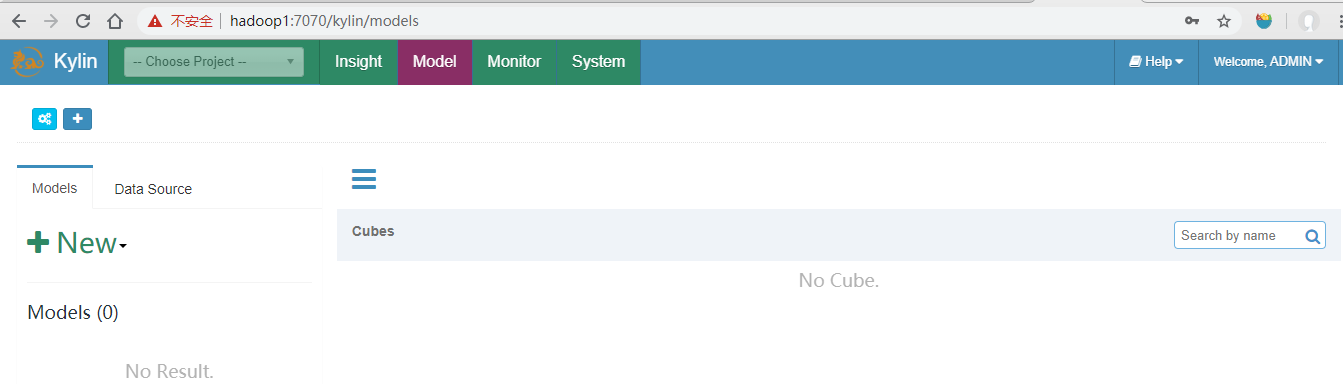 不安全 hadoop1:7070/kylin/models
Kylin -- Choose Project -- Insight Model Monitor System Help Welcome, ADMIN
Models Data Source
New
Cubes Search by name
No Cube.
Models (0)
No Result.